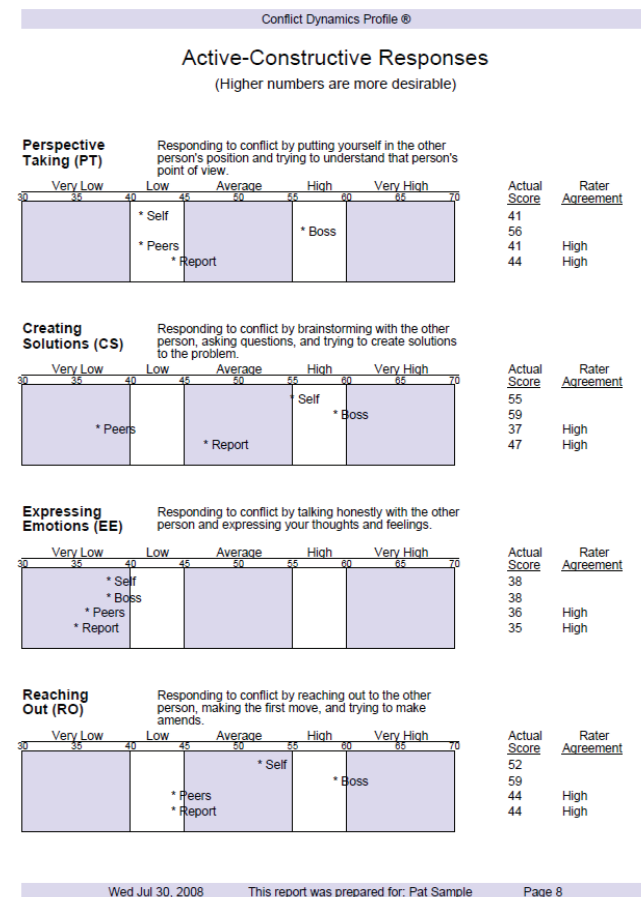 Conflict Dynamics Profile ®
Active-Constructive Responses
(Higher numbers are more desirable)
Perspective Taking (PT)
Responding to conflict by putting yourself in the other
person's position and trying to understand that person's
point of view.
Very Low Low Average High Very High Actual Rater
30 35 40 45 50 55 60 65 70 Score Agreement
* Self 41
* Boss 56
* Peers 41 High
* Report 44 High
Creating Solutions (CS)
Responding to conflict by brainstorming with the other
person, asking questions, and trying to create solutions
to the problem.
Very Low Low Average High Very High Actual Rater
30 35 40 45 50 55 60 65 70 Score Agreement
* Self 55
* Boss 59
* Peers 37 High
* Report 47 High
Expressing Emotions (EE)
Responding to conflict by talking honestly with the other
person and expressing your thoughts and feelings.
Very Low Low Average High Very High Actual Rater
30 35 40 45 50 55 60 65 70 Score Agreement
* Self 38
* Boss 38
* Peers 36 High
* Report 35 High
Reaching Out (RO)
Responding to conflict by reaching out to the other
person, making the first move, and trying to make
amends.
Very Low Low Average High Very High Actual Rater
30 35 40 45 50 55 60 65 70 Score Agreement
* Self 52
* Boss 59
* Peers 44 High
* Report 44 High
Wed Jul 30, 2008 This report was prepared for: Pat Sample Page 8